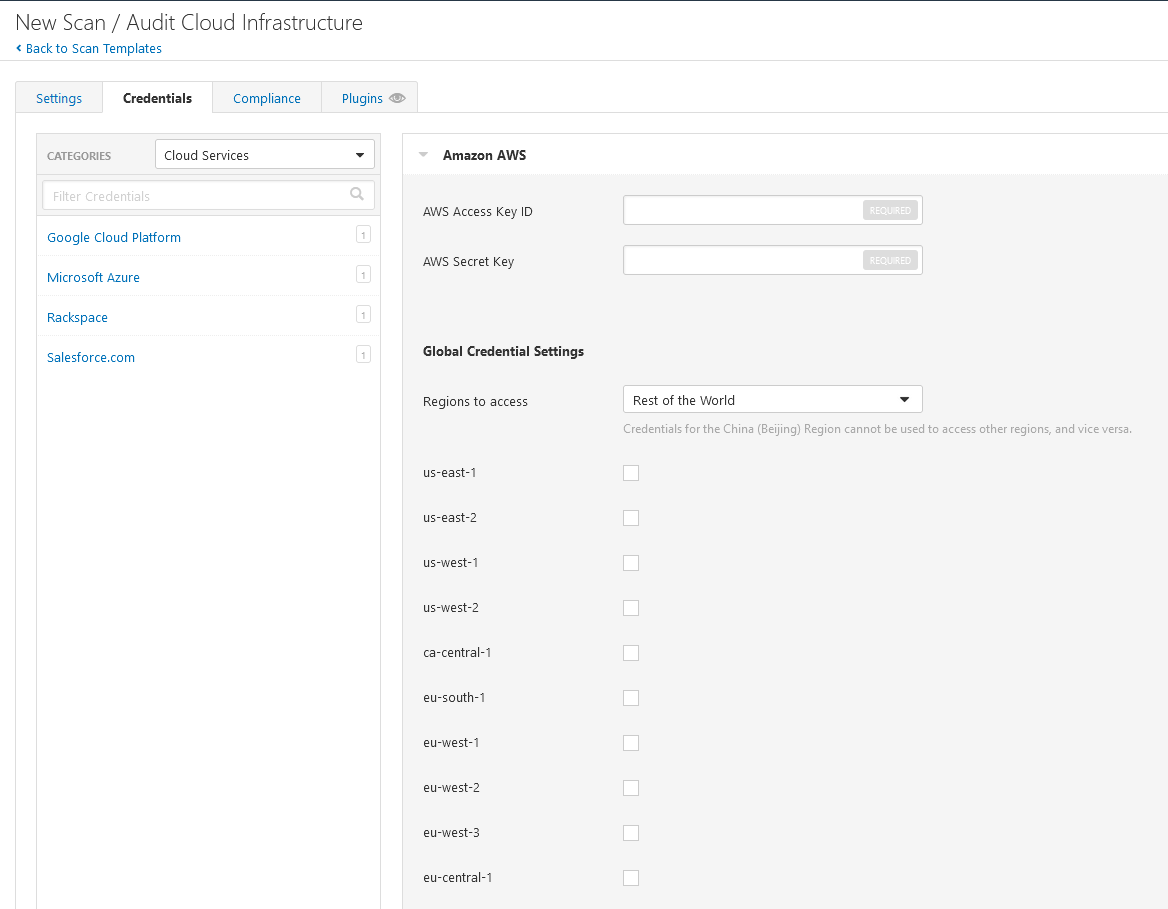 New Scan / Audit Cloud Infrastructure
Back to Scan Templates
Settings
Credentials
Compliance
Plugins
CATEGORIES
Cloud Services
Filter Credentials
Google Cloud Platform 1
Microsoft Azure 1
Rackspace 1
Salesforce.com 1
Amazon AWS
AWS Access Key ID REQUIRED
AWS Secret Key REQUIRED
Global Credential Settings
Regions to access Rest of the World
Credentials for the China (Beijing) Region cannot be used to access other regions, and vice versa.
us-east-1
us-east-2
us-west-1
us-west-2
ca-central-1
eu-south-1
eu-west-1
eu-west-2
eu-west-3
eu-central-1